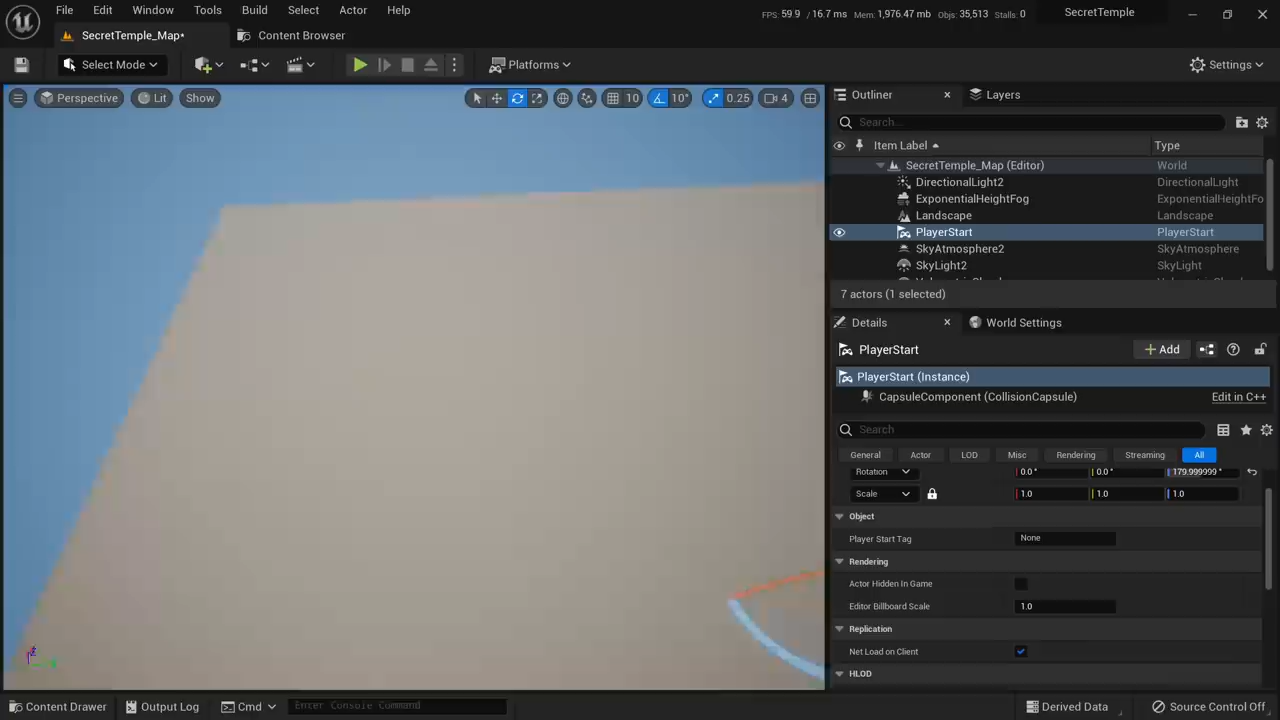 File Edit Window Tools Build Select Actor Help
FPS: 59.9 / 16.7 ms Mem: 1,976.47 mb Objs: 35,513 Stalls: 0
SecretTemple
SecretTemple_Map*
Content Browser
Select Mode
Platforms
Settings
Perspective
Lit
Show
10
10°
0.25
4
Outliner
Layers
Search...
Item Label
Type
SecretTemple_Map (Editor) World
DirectionalLight2 DirectionalLight
ExponentialHeightFog ExponentialHeightFo
Landscape Landscape
PlayerStart PlayerStart
SkyAtmosphere2 SkyAtmosphere
SkyLight2 SkyLight
7 actors (1 selected)
Details
World Settings
PlayerStart
Add
PlayerStart (Instance)
CapsuleComponent (CollisionCapsule) Edit in C++
Search
General Actor LOD Misc Rendering Streaming All
Rotation 0.0 ° 0.0 ° 179.999999 °
Scale 1.0 1.0 1.0
Object
Player Start Tag None
Rendering
Actor Hidden In Game
Editor Billboard Scale 1.0
Replication
Net Load on Client
HLOD
Content Drawer
Output Log
Cmd
Enter Console Command
Derived Data
Source Control Off